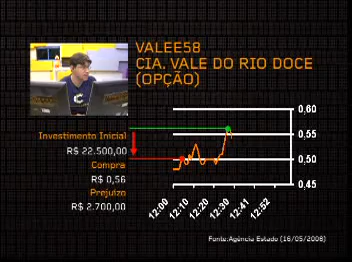 VALEE58
CIA. VALE DO RIO DOCE
(OPÇÃO)
Investimento Inicial
R$ 22.500,00
Compra
R$ 0,56
Prejuízo
R$ 2.700,00
0,60
0,55
0,50
0,45
12:00
12:10
12:20
12:30
12:41
12:52
Fonte:Agência Estado (16/05/2008)